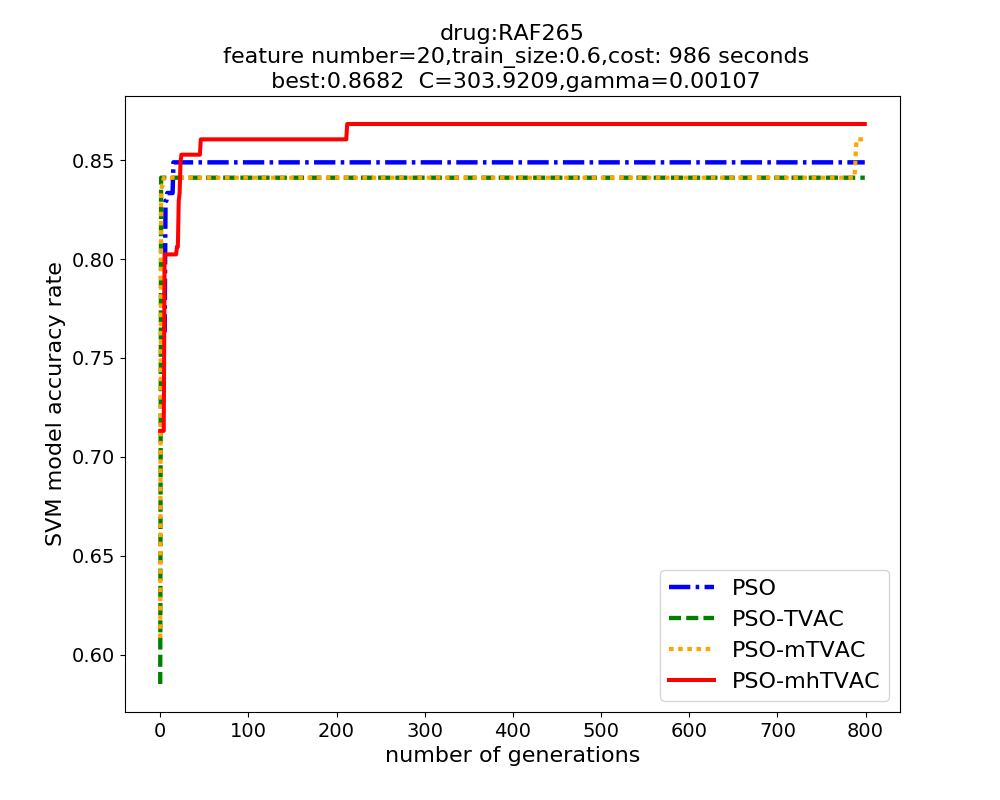 drug:RAF265
feature number=20,train_size:0.6,cost: 986 seconds
best:0.8682  C=303.9209,gamma=0.00107
SVM model accuracy rate
0.85
0.80
0.75
0.70
0.65
0.60
0 100 200 300 400 500 600 700 800
number of generations
PSO
PSO-TVAC
PSO-mTVAC
PSO-mhTVAC